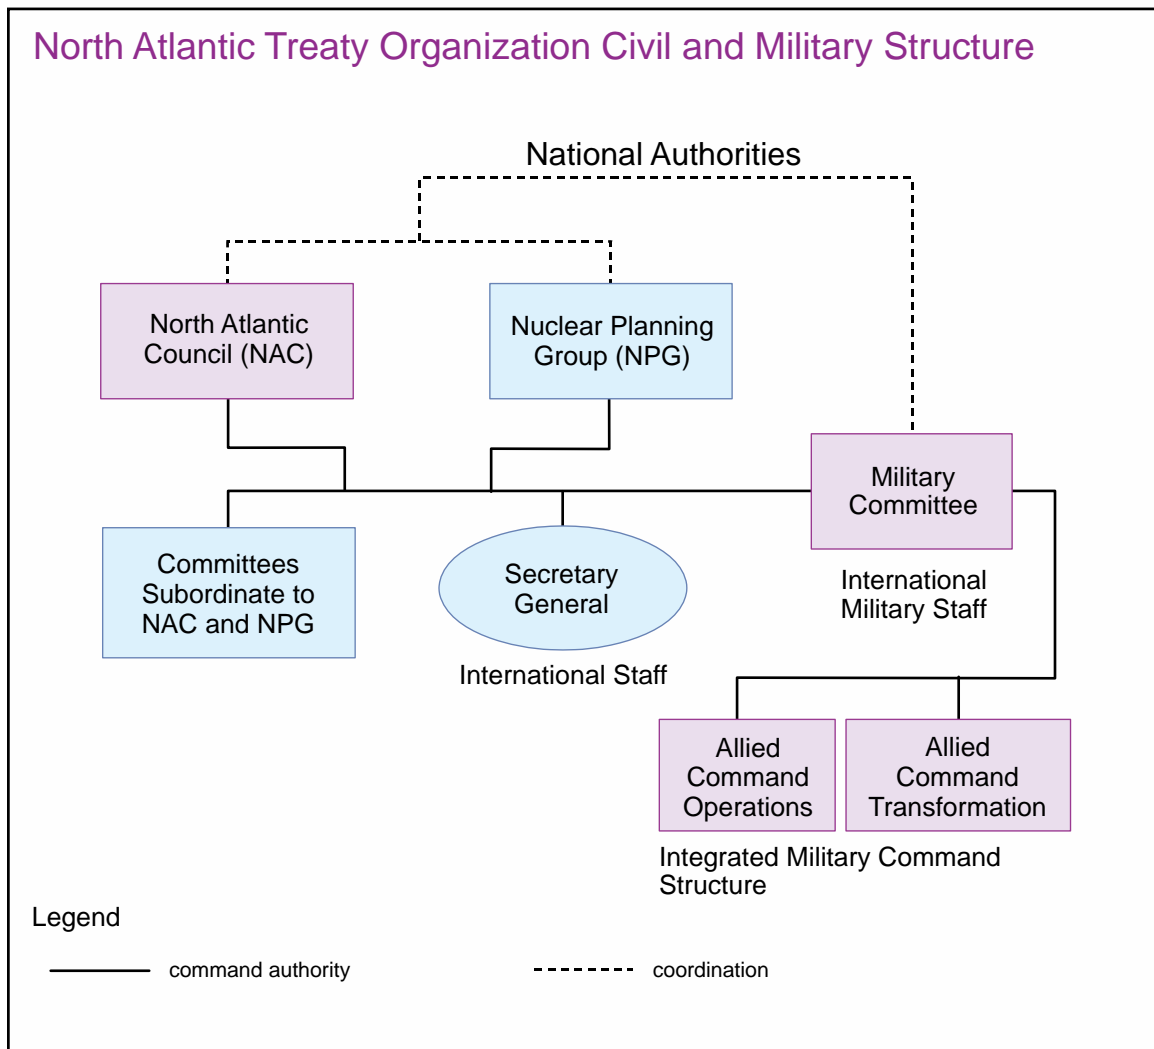 North Atlantic Treaty Organization Civil and Military Structure
National Authorities
North Atlantic
Council (NAC)
Nuclear Planning
Group (NPG)
Military
Committee
International
Military Staff
Committees
Subordinate to
NAC and NPG
Secretary
General
International Staff
Allied
Command
Operations
Allied
Command
Transformation
Integrated Military Command
Structure
Legend
command authority
coordination